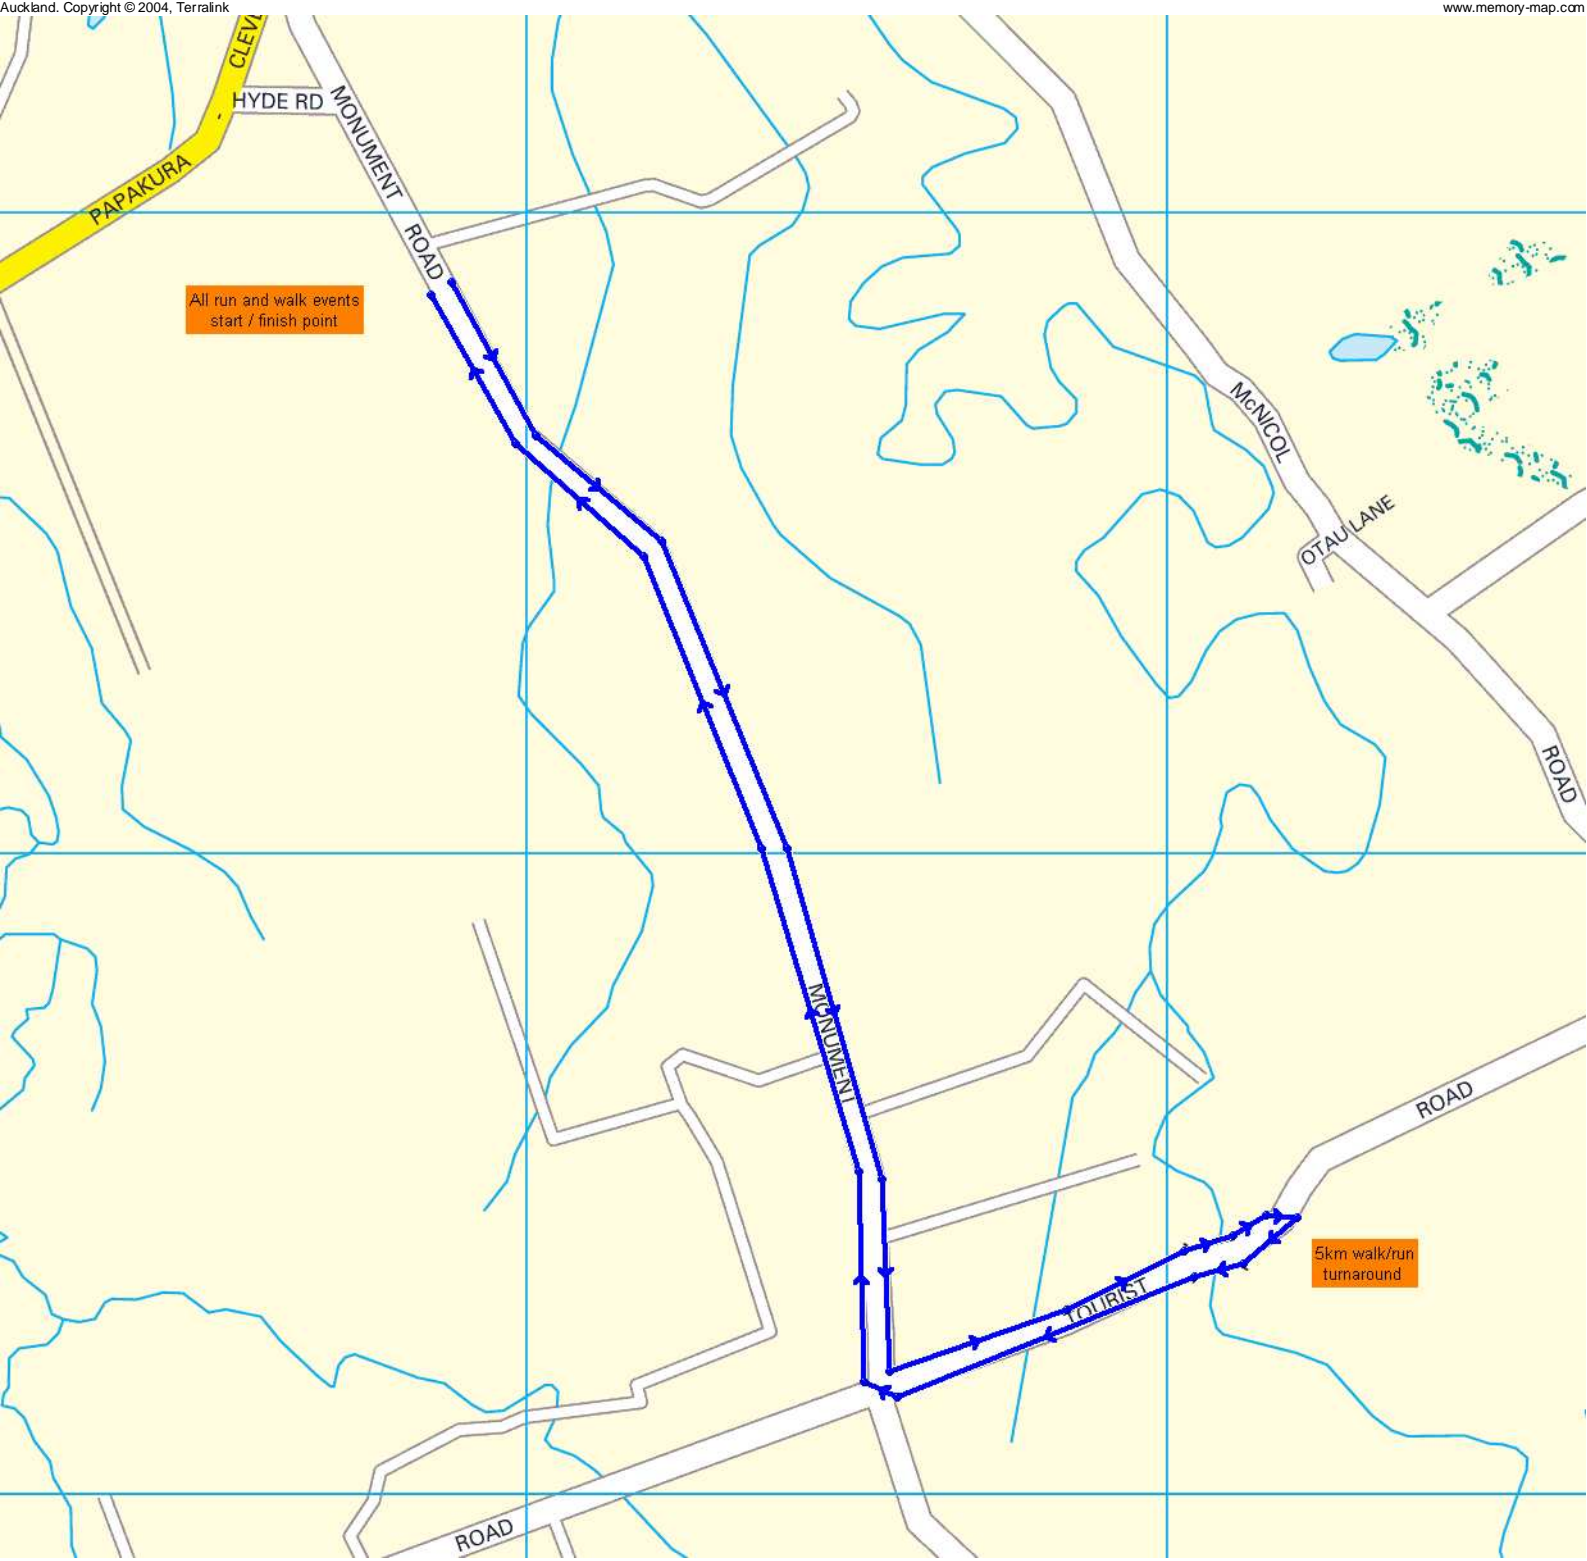 Auckland. Copyright © 2004, Terralink
www.memory-map.com
CLEV
HYDE RD
MONUMENT
PAPAKURA
ROAD
All run and walk events
start / finish point
McNICOL
OTAU LANE
ROAD
MONUMENT
ROAD
5km walk/run
turnaround
TOURIST
ROAD